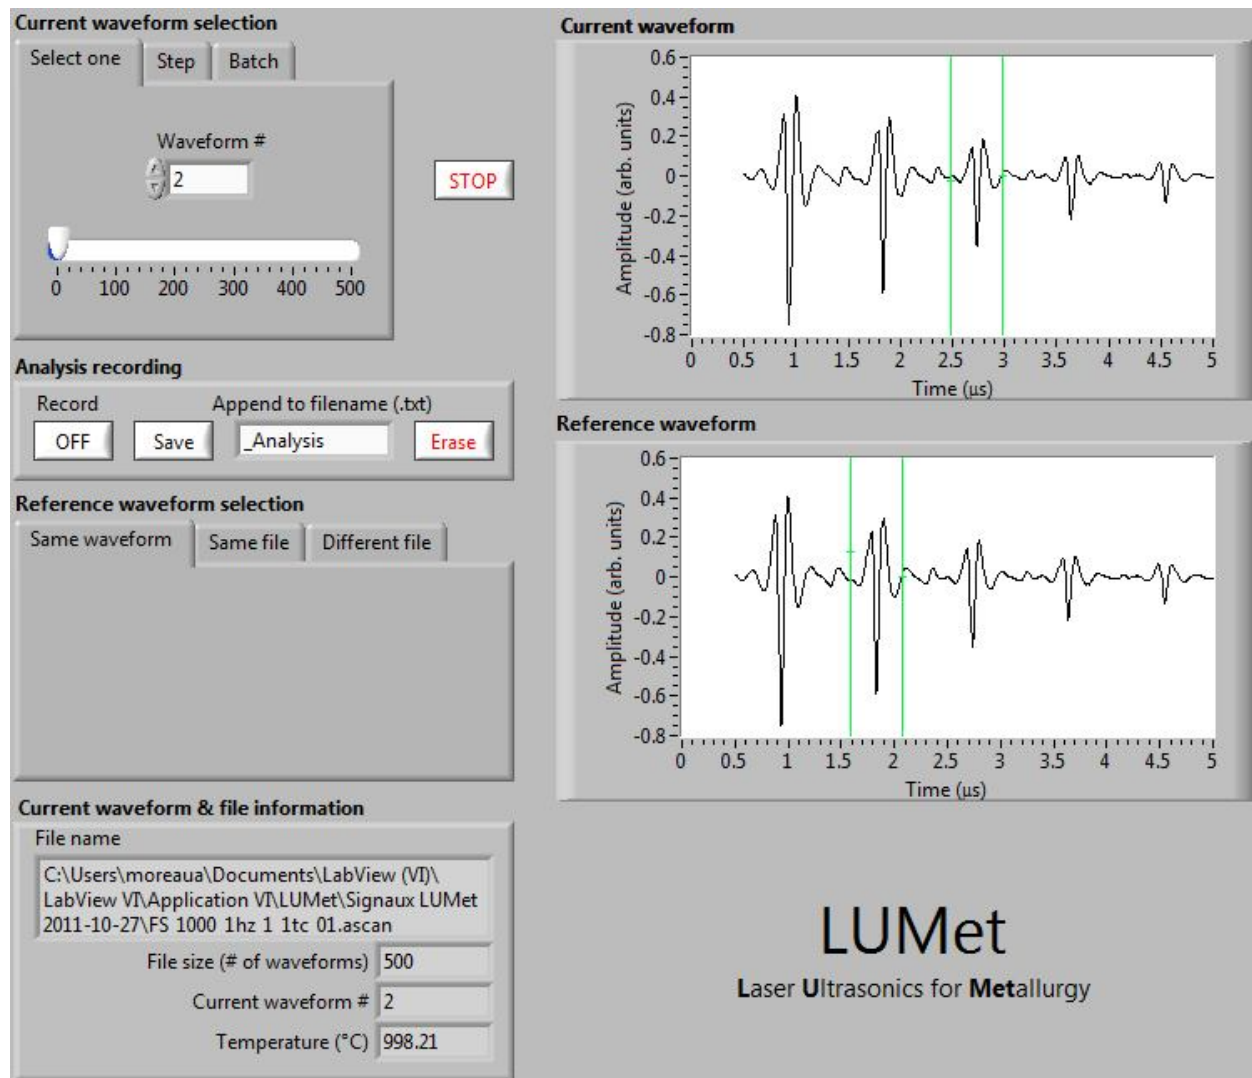 Current waveform selection
Select one Step Batch
Waveform #
2
STOP
0 100 200 300 400 500
Analysis recording
Record Append to filename (.txt)
OFF Save _Analysis Erase
Reference waveform selection
Same waveform Same file Different file
Current waveform & file information
File name
C:\Users\moreaua\Documents\LabView (VI)\
LabView VI\Application VI\LUMet\Signaux LUMet
2011-10-27\FS 1000 1hz 1 1tc 01.ascan
File size (# of waveforms) 500
Current waveform # 2
Temperature (°C) 998.21
Current waveform
Amplitude (arb. units)
0.6
0.4
0.2
0
-0.2
-0.4
-0.6
-0.8
0 0.5 1 1.5 2 2.5 3 3.5 4 4.5 5
Time (µs)
Reference waveform
Amplitude (arb. units)
0.6
0.4
0.2
0
-0.2
-0.4
-0.6
-0.8
0 0.5 1 1.5 2 2.5 3 3.5 4 4.5 5
Time (µs)
LUMet
Laser Ultrasonics for Metallurgy